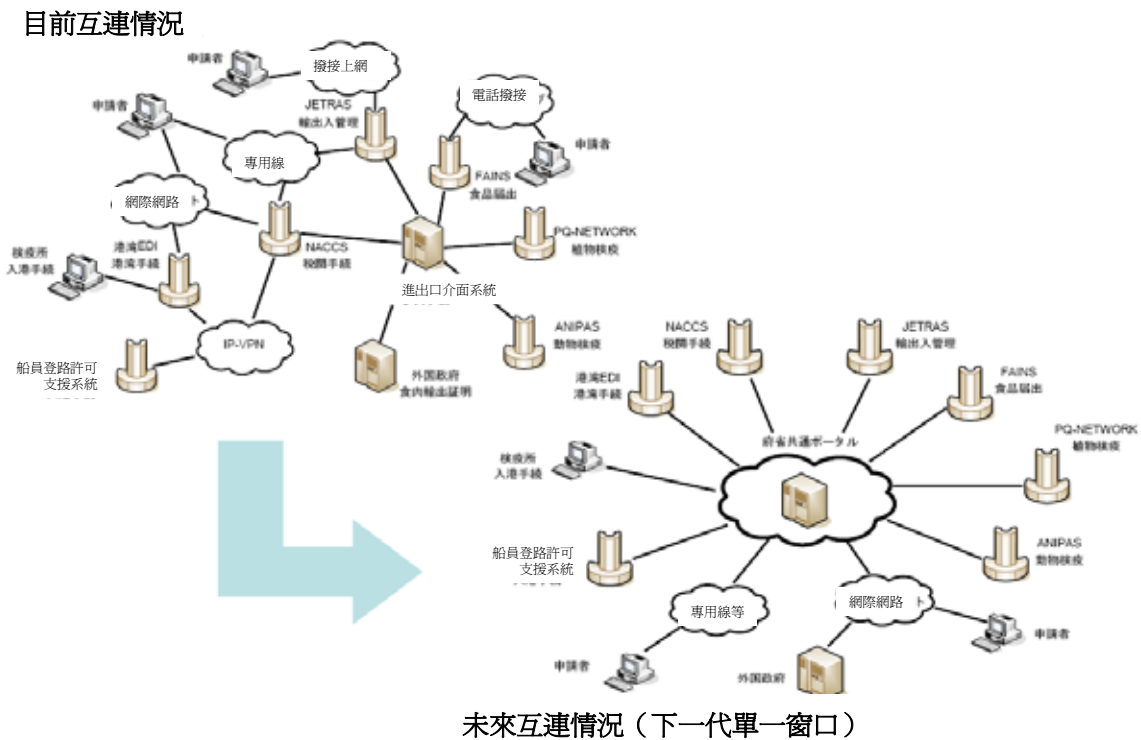 目前互連情況
申請者
撥接上網
申請者
JETRAS
輸出入管理
電話撥接
申請者
專用線
FAINS
食品届出
網際網路
検疫所
入港手続
港湾EDI
港湾手続
NACCS
税関手続
PQ-NETWORK
植物検疫
進出口介面系統
IP-VPN
ANIPAS
動物検疫
船員登路許可
支援系統
外国政府
食肉輸出証明
NACCS
税関手続
JETRAS
輸出入管理
港湾EDI
港湾手続
FAINS
食品届出
府省共通ポータル
PQ-NETWORK
植物検疫
検疫所
入港手続
船員登路許可
支援系統
ANIPAS
動物検疫
專用線等
網際網路
ト
申請者
外国政府
申請者
未來互連情況（下一代單一窗口）